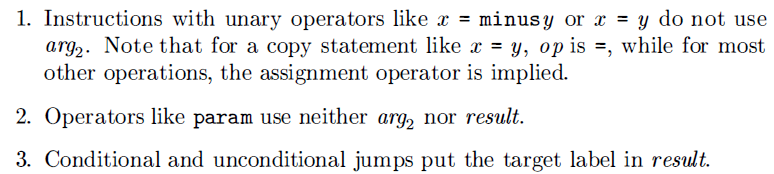 1. Instructions with unary operators like x = minus y or x = y do not use
arg₂. Note that for a copy statement like x = y, op is =, while for most
other operations, the assignment operator is implied.
2. Operators like param use neither arg₂ nor result.
3. Conditional and unconditional jumps put the target label in result.